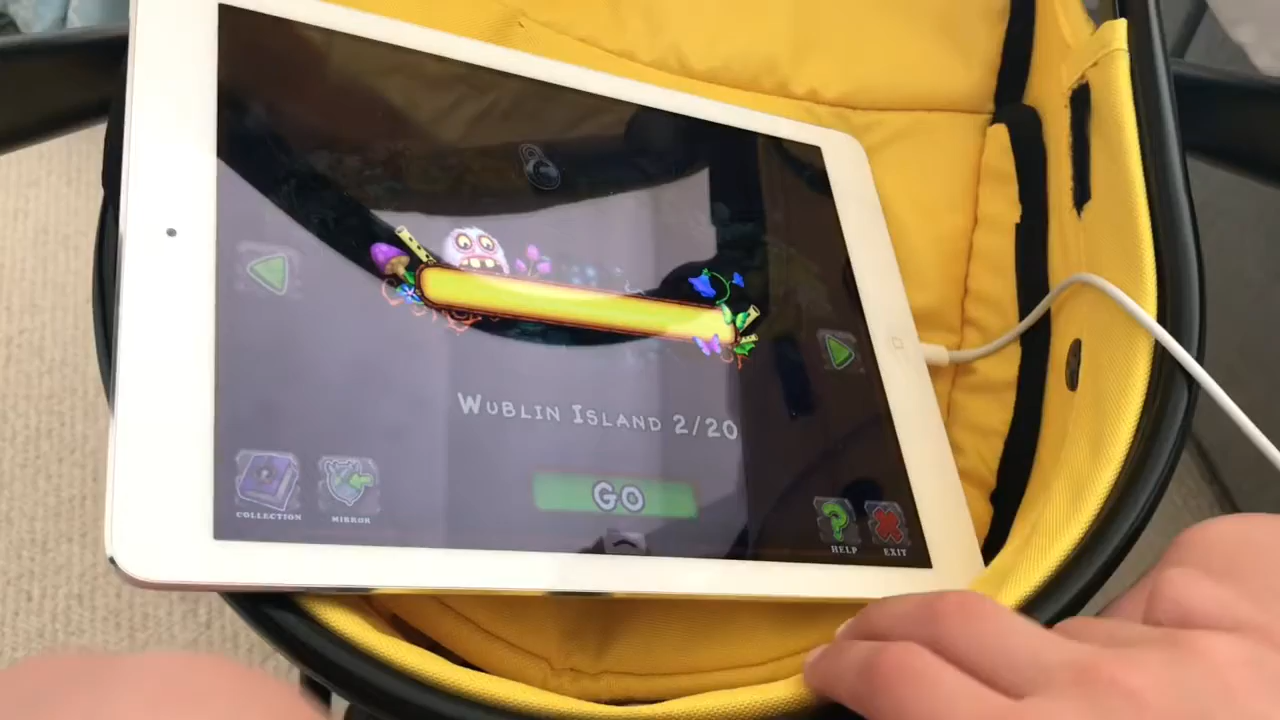 WUBLIN ISLAND 2/20
GO
COLLECTION
MIRROR
HELP
EXIT